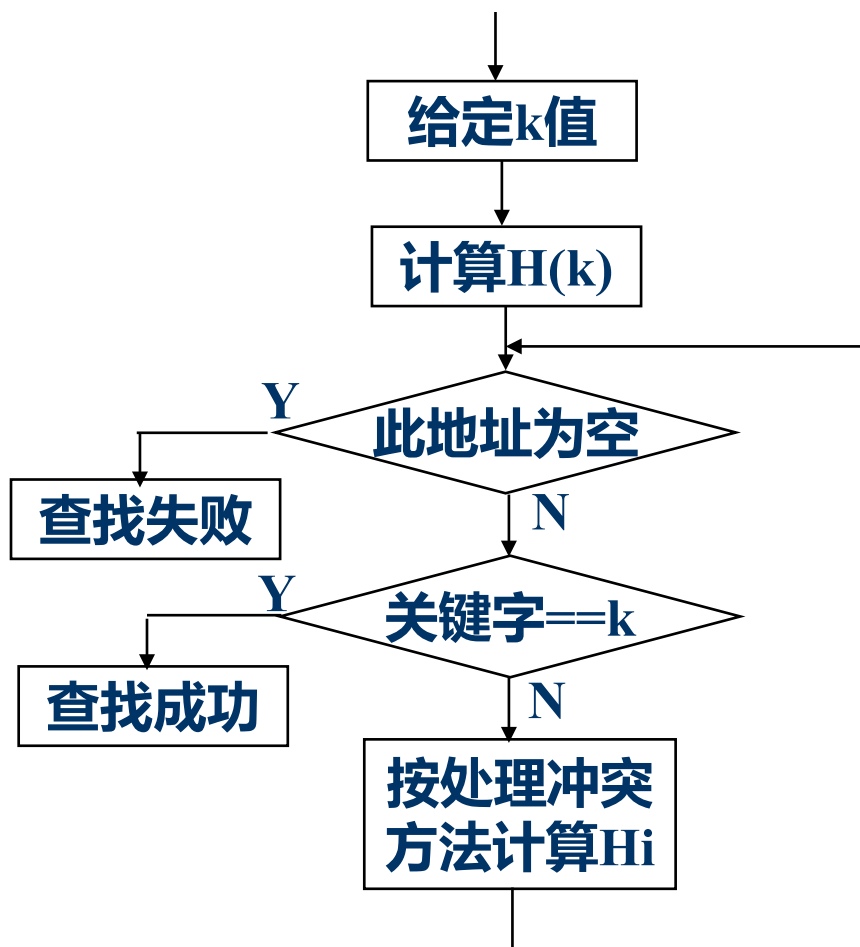 给定k值
计算H(k)
Y
此地址为空
查找失败
N
Y
关键字==k
查找成功
N
按处理冲突
方法计算Hi